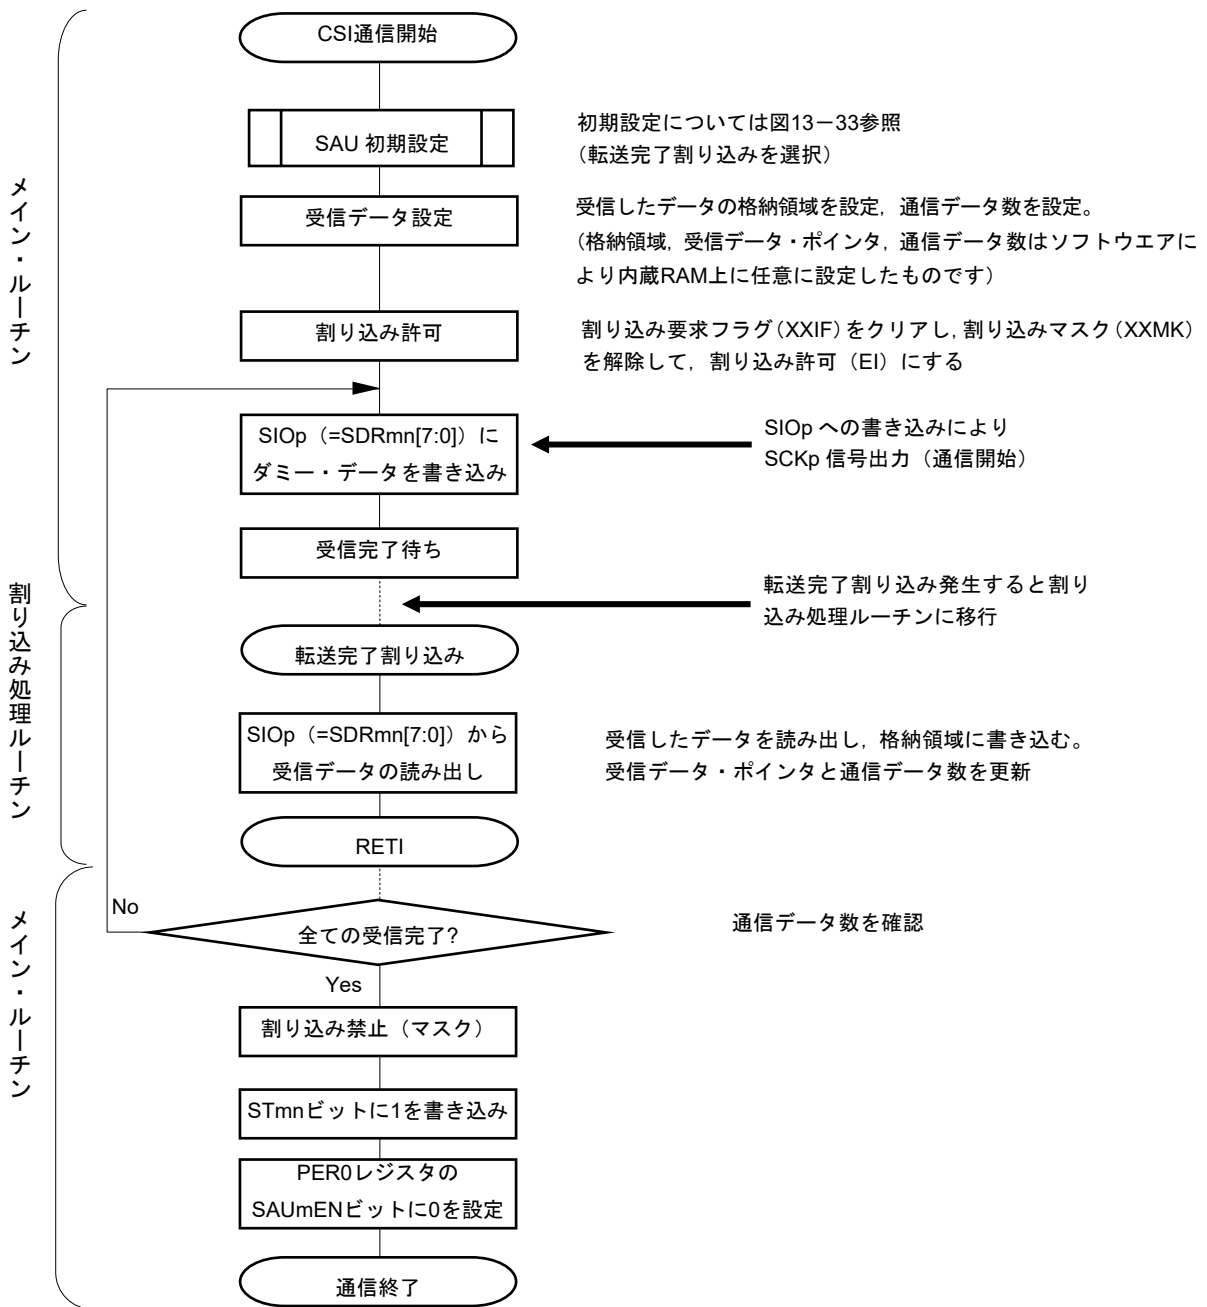 CSI通信開始
SAU 初期設定
初期設定については図13－33参照
（転送完了割り込みを選択）
受信データ設定
受信したデータの格納領域を設定，通信データ数を設定。
（格納領域，受信データ・ポインタ，通信データ数はソフトウエアに
より内蔵RAM上に任意に設定したものです）
メイン・ルーチン
割り込み許可
割り込み要求フラグ（XXIF）をクリアし，割り込みマスク（XXMK）
を解除して，割り込み許可（EI）にする
SIOp（=SDRmn[7:0]）に
ダミー・データを書き込み
SIOp への書き込みにより
SCKp 信号出力（通信開始）
受信完了待ち
転送完了割り込み発生すると割り
込み処理ルーチンに移行
割り込み処理ルーチン
転送完了割り込み
SIOp（=SDRmn[7:0]）から
受信データの読み出し
受信したデータを読み出し，格納領域に書き込む。
受信データ・ポインタと通信データ数を更新
RETI
メイン・ルーチン
No
全ての受信完了?
通信データ数を確認
Yes
割り込み禁止（マスク）
STmnビットに1を書き込み
PER0レジスタの
SAUmENビットに0を設定
通信終了